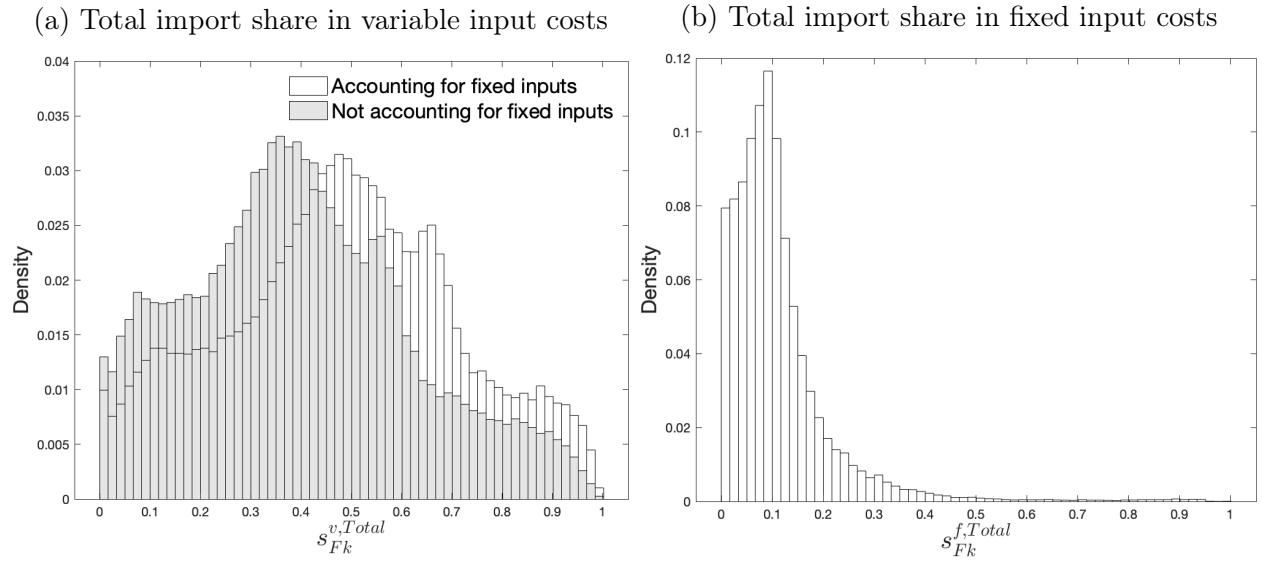 (a) Total import share in variable input costs
0.04
0.035
0.03
0.025
0.02
0.015
0.01
0.005
0
Density
Accounting for fixed inputs
Not accounting for fixed inputs
0 0.1 0.2 0.3 0.4 0.5 0.6 0.7 0.8 0.9 1
s_{Fk}^{v,Total}
(b) Total import share in fixed input costs
0.12
0.1
0.08
0.06
0.04
0.02
0
Density
0 0.1 0.2 0.3 0.4 0.5 0.6 0.7 0.8 0.9 1
s_{Fk}^{f,Total}